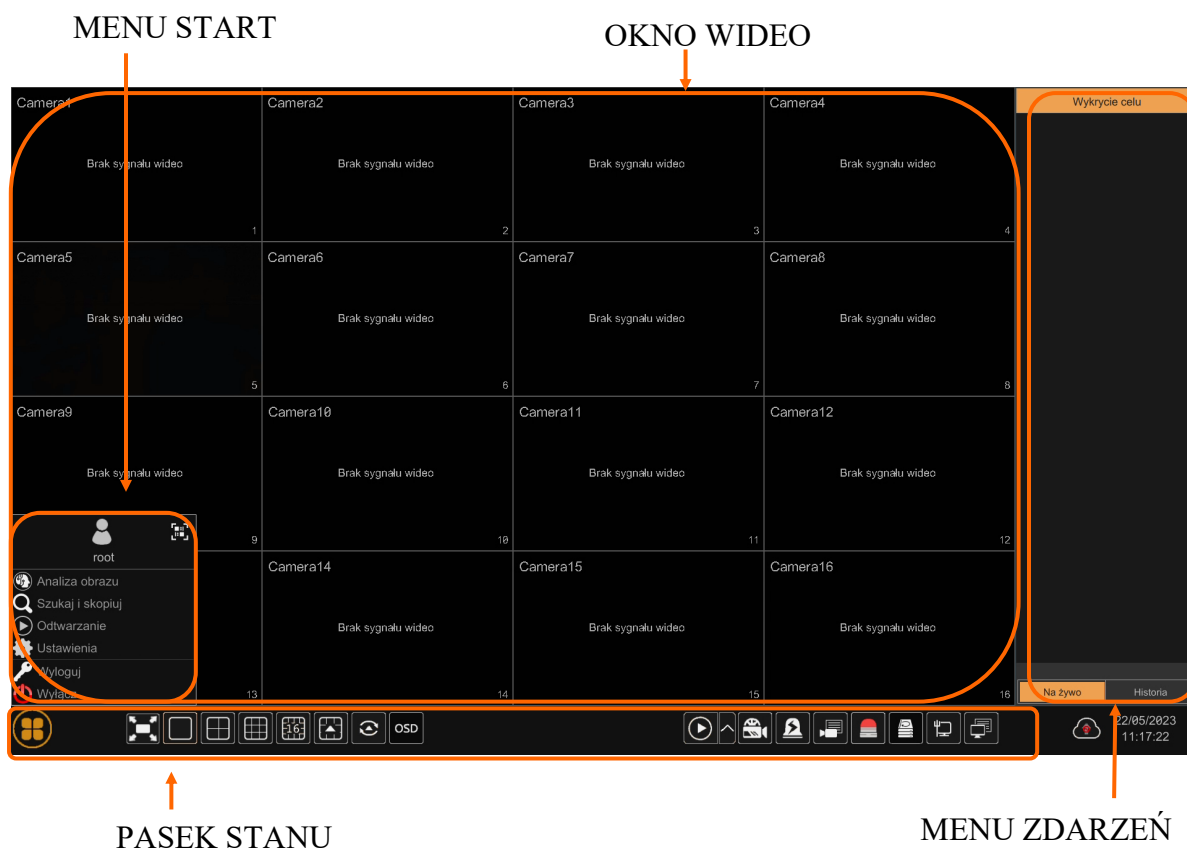 MENU START
OKNO WIDEO
Camera1 Camera2 Camera3 Camera4 Wykrycie celu
Brak sygnału wideo Brak sygnału wideo Brak sygnału wideo Brak sygnału wideo
1 2 3 4
Camera5 Camera6 Camera7 Camera8
Brak sygnału wideo Brak sygnału wideo Brak sygnału wideo Brak sygnału wideo
5 6 7 8
Camera9 Camera10 Camera11 Camera12
Brak sygnału wideo Brak sygnału wideo Brak sygnału wideo Brak sygnału wideo
9 10 11 12
root
Camera14 Camera15 Camera16
Analiza obrazu
Szukaj i skopiuj
Odtwarzanie
Brak sygnału wideo Brak sygnału wideo Brak sygnału wideo
Ustawienia
Wyloguj
Wyłącz
13 14 15 16
Na żywo Historia
16 OSD
22/05/2023
11:17:22
PASEK STANU
MENU ZDARZEŃ